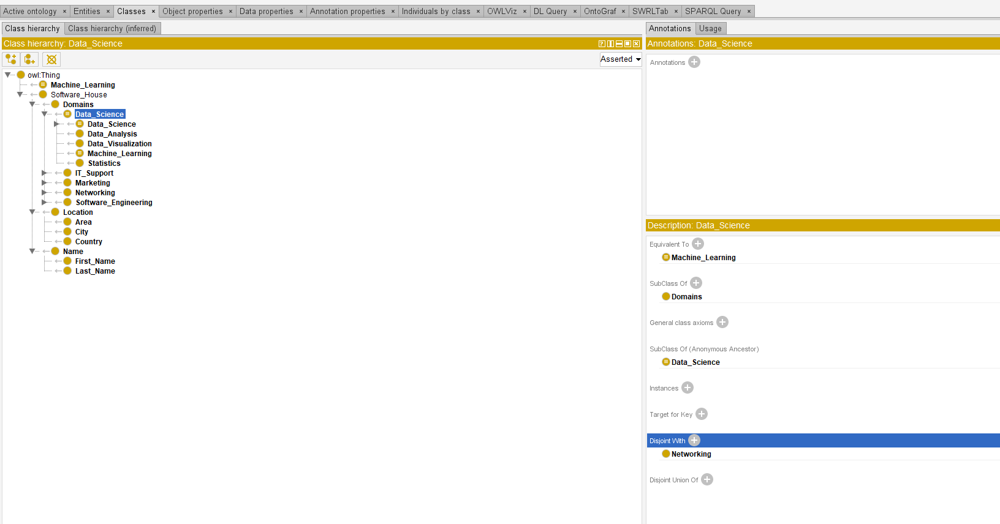 Active ontology × Entities × Classes × Object properties × Data properties × Annotation properties × Individuals by class × OWLViz × DL Query × OntoGraf × SWRLTab × SPARQL Query ×
Class hierarchy Class hierarchy (inferred)
Class hierarchy: Data_Science
Asserted
owl:Thing
Machine_Learning
Software_House
Domains
Data_Science
Data_Science
Data_Analysis
Data_Visualization
Machine_Learning
Statistics
IT_Support
Marketing
Networking
Software_Engineering
Location
Area
City
Country
Name
First_Name
Last_Name
Annotations Usage
Annotations: Data_Science
Annotations
Description: Data_Science
Equivalent To
Machine_Learning
SubClass Of
Domains
General class axioms
SubClass Of (Anonymous Ancestor)
Data_Science
Instances
Target for Key
Disjoint With
Networking
Disjoint Union Of